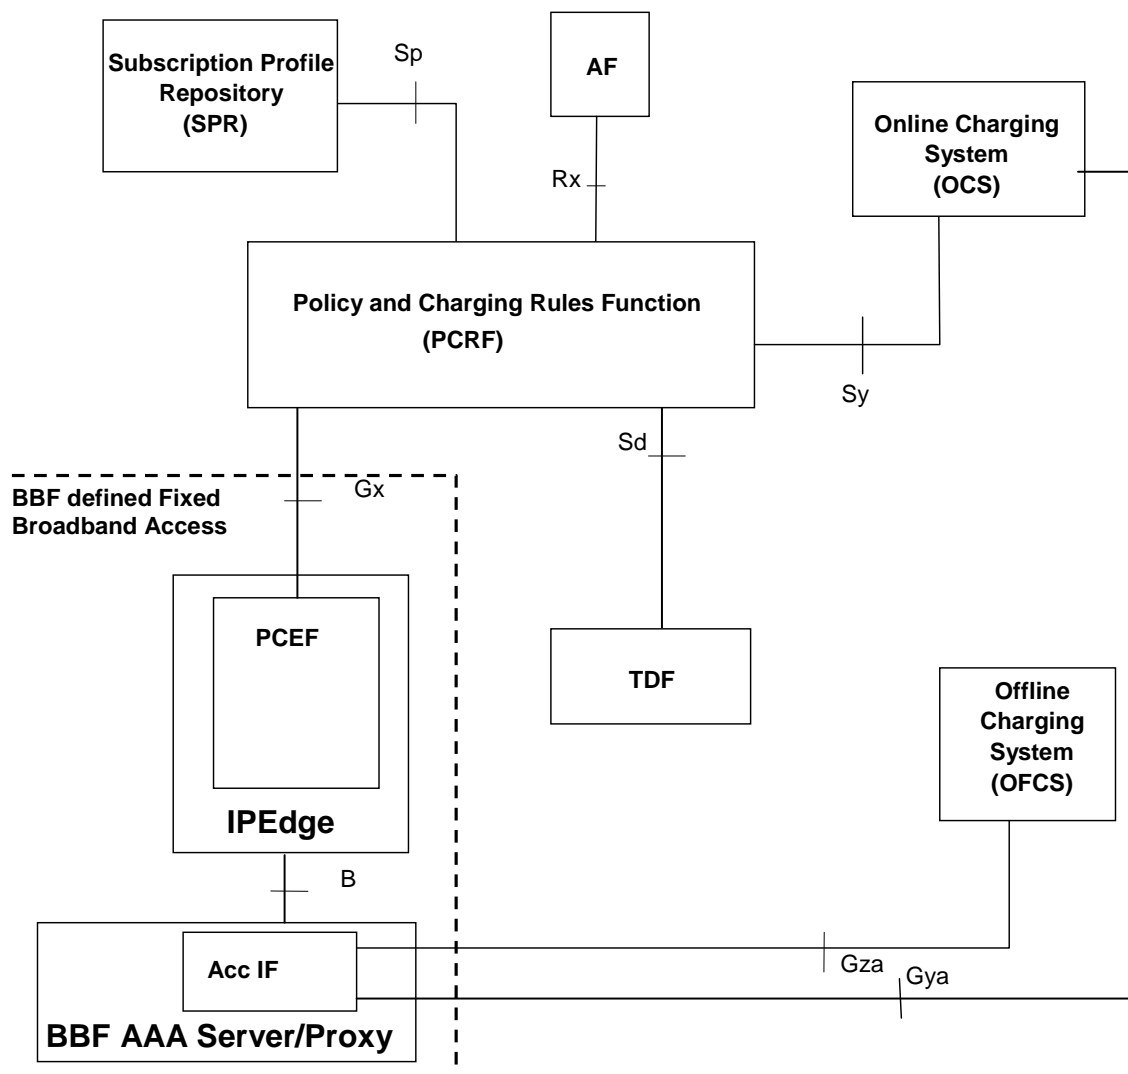 Subscription Profile
Repository
(SPR)
Sp
AF
Online Charging
System
(OCS)
Rx
Policy and Charging Rules Function
(PCRF)
Sy
Sd
Gx
BBF defined Fixed
Broadband Access
PCEF
TDF
Offline
Charging
System
(OFCS)
IPEdge
B
Acc IF
Gza
Gya
BBF AAA Server/Proxy